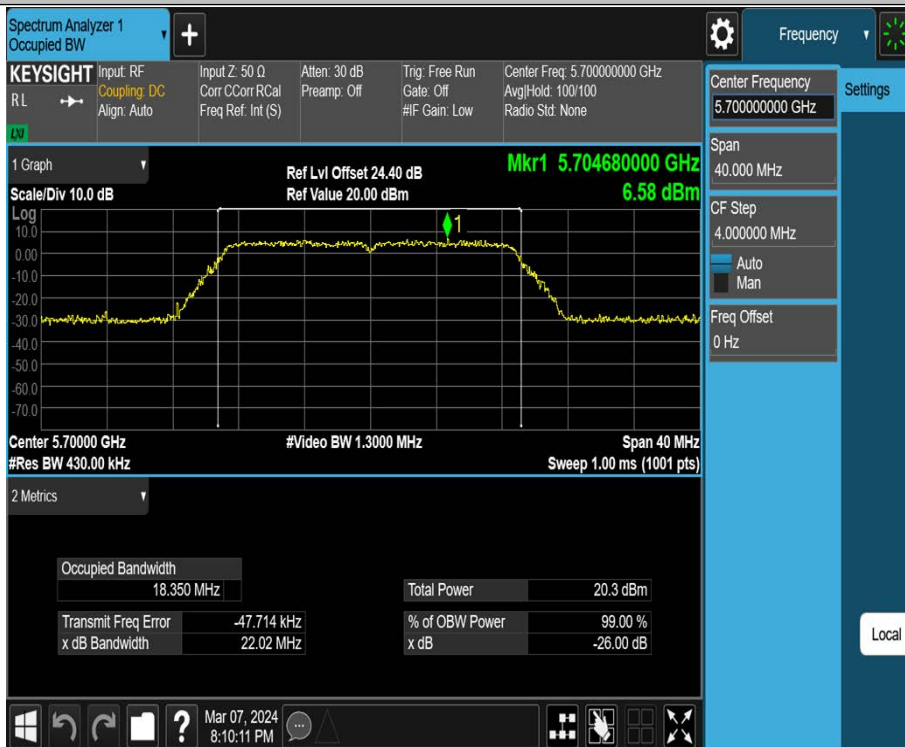 Spectrum Analyzer 1
Occupied BW
+
Frequency
KEYSIGHT
RL
LXI
Input: RF
Coupling: DC
Align: Auto
Input Z: 50 Ω
Corr CCorr RCal
Freq Ref: Int (S)
Atten: 30 dB
Preamp: Off
Trig: Free Run
Gate: Off
#IF Gain: Low
Center Freq: 5.700000000 GHz
Avg|Hold: 100/100
Radio Std: None
Center Frequency
5.700000000 GHz
Settings
Span
40.000 MHz
CF Step
4.000000 MHz
Auto
Man
Freq Offset
0 Hz
Local
1 Graph
Scale/Div 10.0 dB
Ref Lvl Offset 24.40 dB
Ref Value 20.00 dBm
Mkr1 5.704680000 GHz
6.58 dBm
Log
10.0
0.00
-10.0
-20.0
-30.0
-40.0
-50.0
-60.0
-70.0
1
Center 5.70000 GHz
#Res BW 430.00 kHz
#Video BW 1.3000 MHz
Span 40 MHz
Sweep 1.00 ms (1001 pts)
2 Metrics
Occupied Bandwidth
18.350 MHz
Total Power 20.3 dBm
Transmit Freq Error -47.714 kHz
% of OBW Power 99.00 %
x dB Bandwidth 22.02 MHz
x dB -26.00 dB
?
Mar 07, 2024
8:10:11 PM